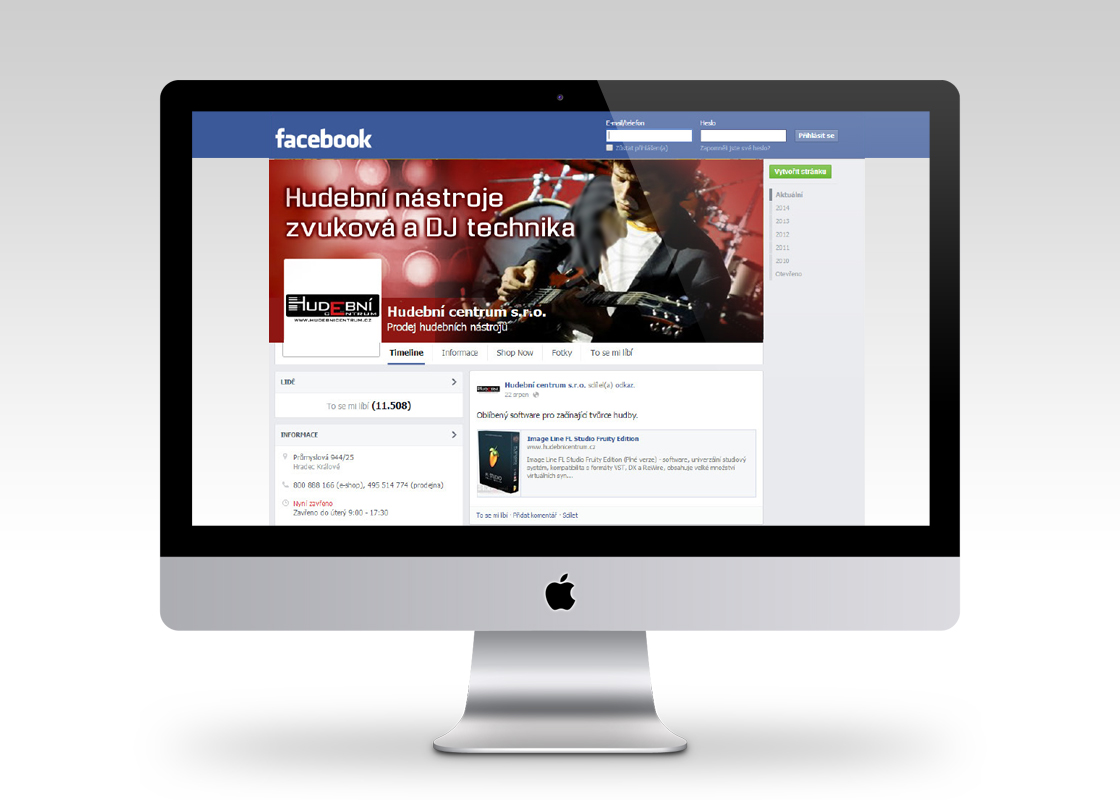 facebook
E-mail/telefon
Heslo
Přihlásit se
Zůstat přihlášen(a)
Zapomněli jste své heslo?
Hudební nástroje
zvuková a DJ technika
HUDEBNÍ
CENTRUM
WWW.HUDEBNICENTRUM.CZ
Hudební centrum s.r.o.
Prodej hudebních nástrojů
Vytvořit stránku
Aktuální
2014
2013
2012
2011
2010
Otevřeno
Timeline
Informace
Shop Now
Fotky
To se mi líbí
LIDÉ
To se mi líbí (11.508)
INFORMACE
Průmyslová 944/25
Hradec Králové
800 888 166 (e-shop), 495 514 774 (prodejna)
Nyní zavřeno
Zavřeno do úterý 9:00 - 17:30
Hudební centrum s.r.o. sdílel(a) odkaz.
22 srpen
Oblíbený software pro začínající tvůrce hudby.
Image Line FL Studio Fruity Edition
www.hudebnicentrum.cz
Image Line FL Studio Fruity Edition (Plné verze) - software, univerzální studiový
systém, kompatibilita s formáty VST, DX a ReWire, obsahuje velké množství
virtuálních syn...
To se mi líbí · Přidat komentář · Sdílet